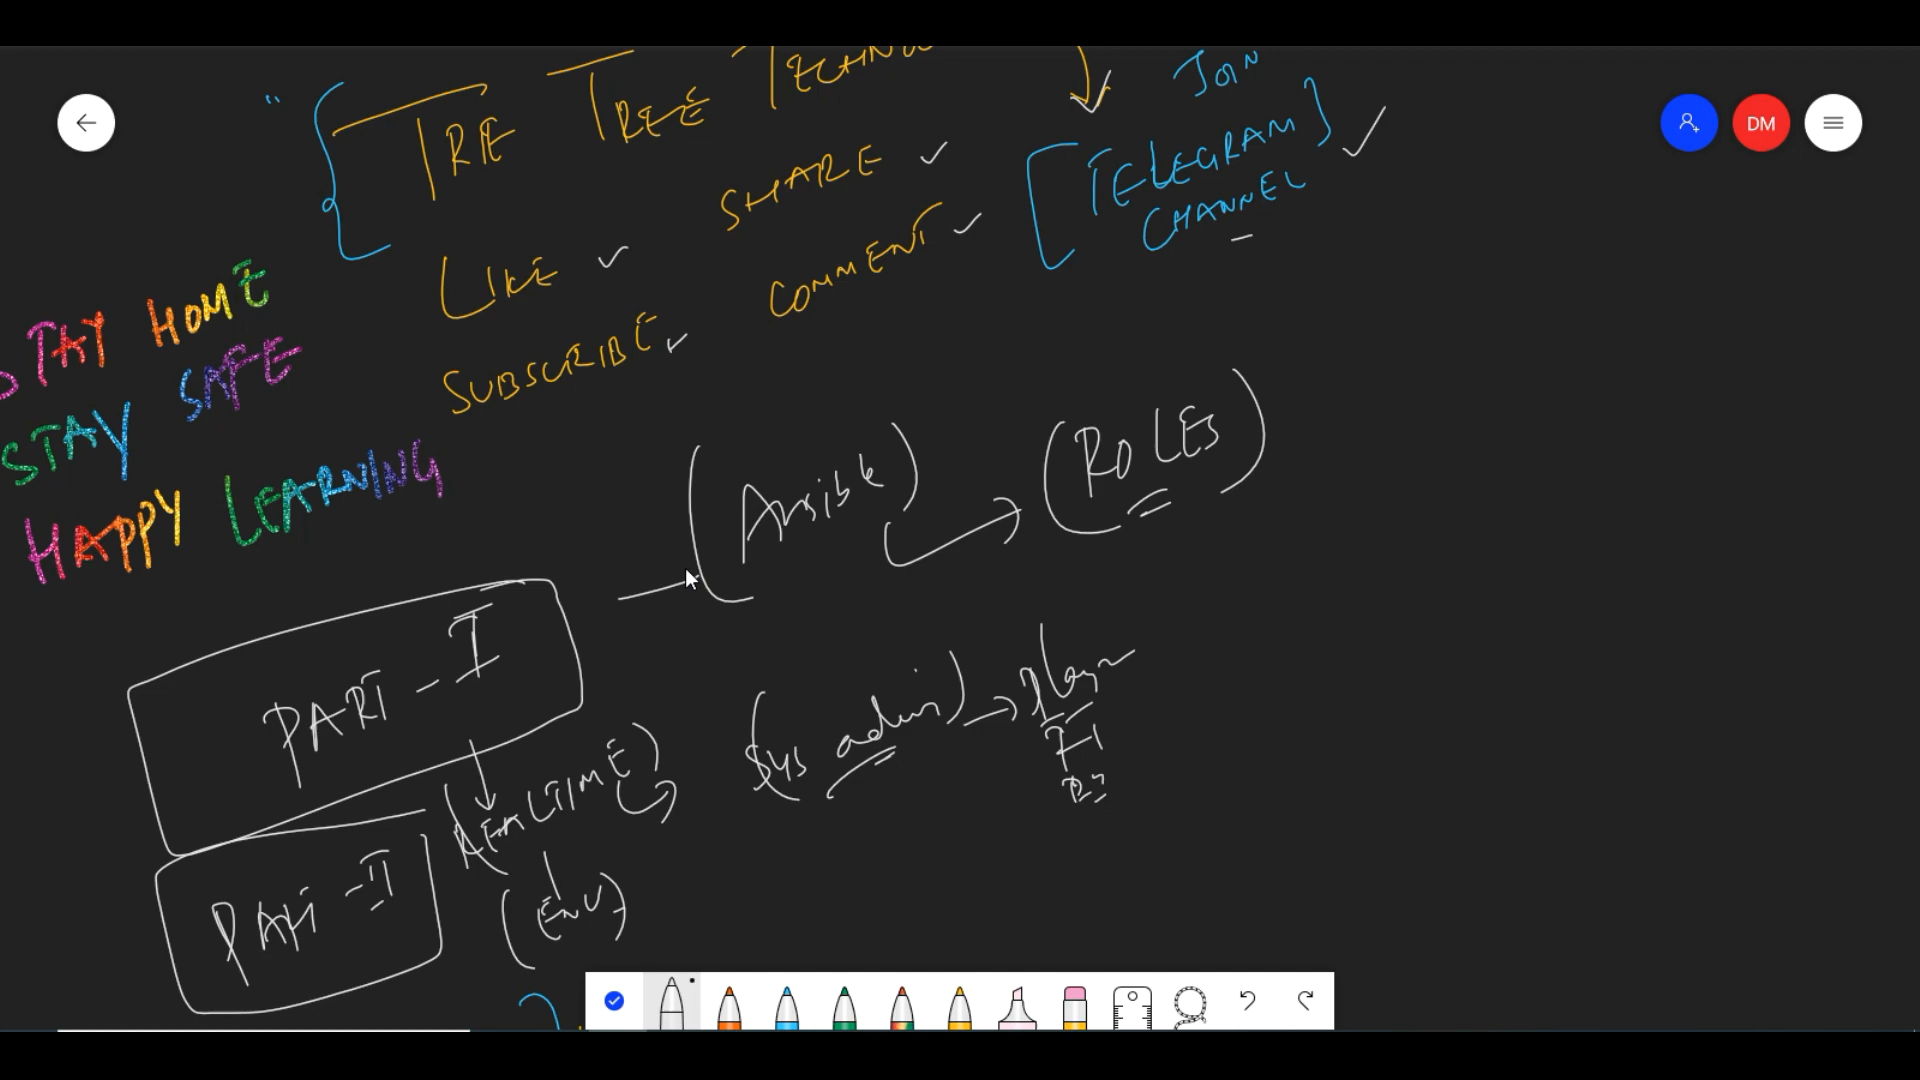 TREE TECHNO
JOIN
[TELEGRAM]
CHANNEL
SHARE
LIKE
COMMENT
SUBSCRIBE
STAY HOME
STAY SAFE
HAPPY LEARNING
(Ansible)
(ROLES)
PART - I
(REALTIME)
(Sys admin)
PART - II
(ENV)
DM